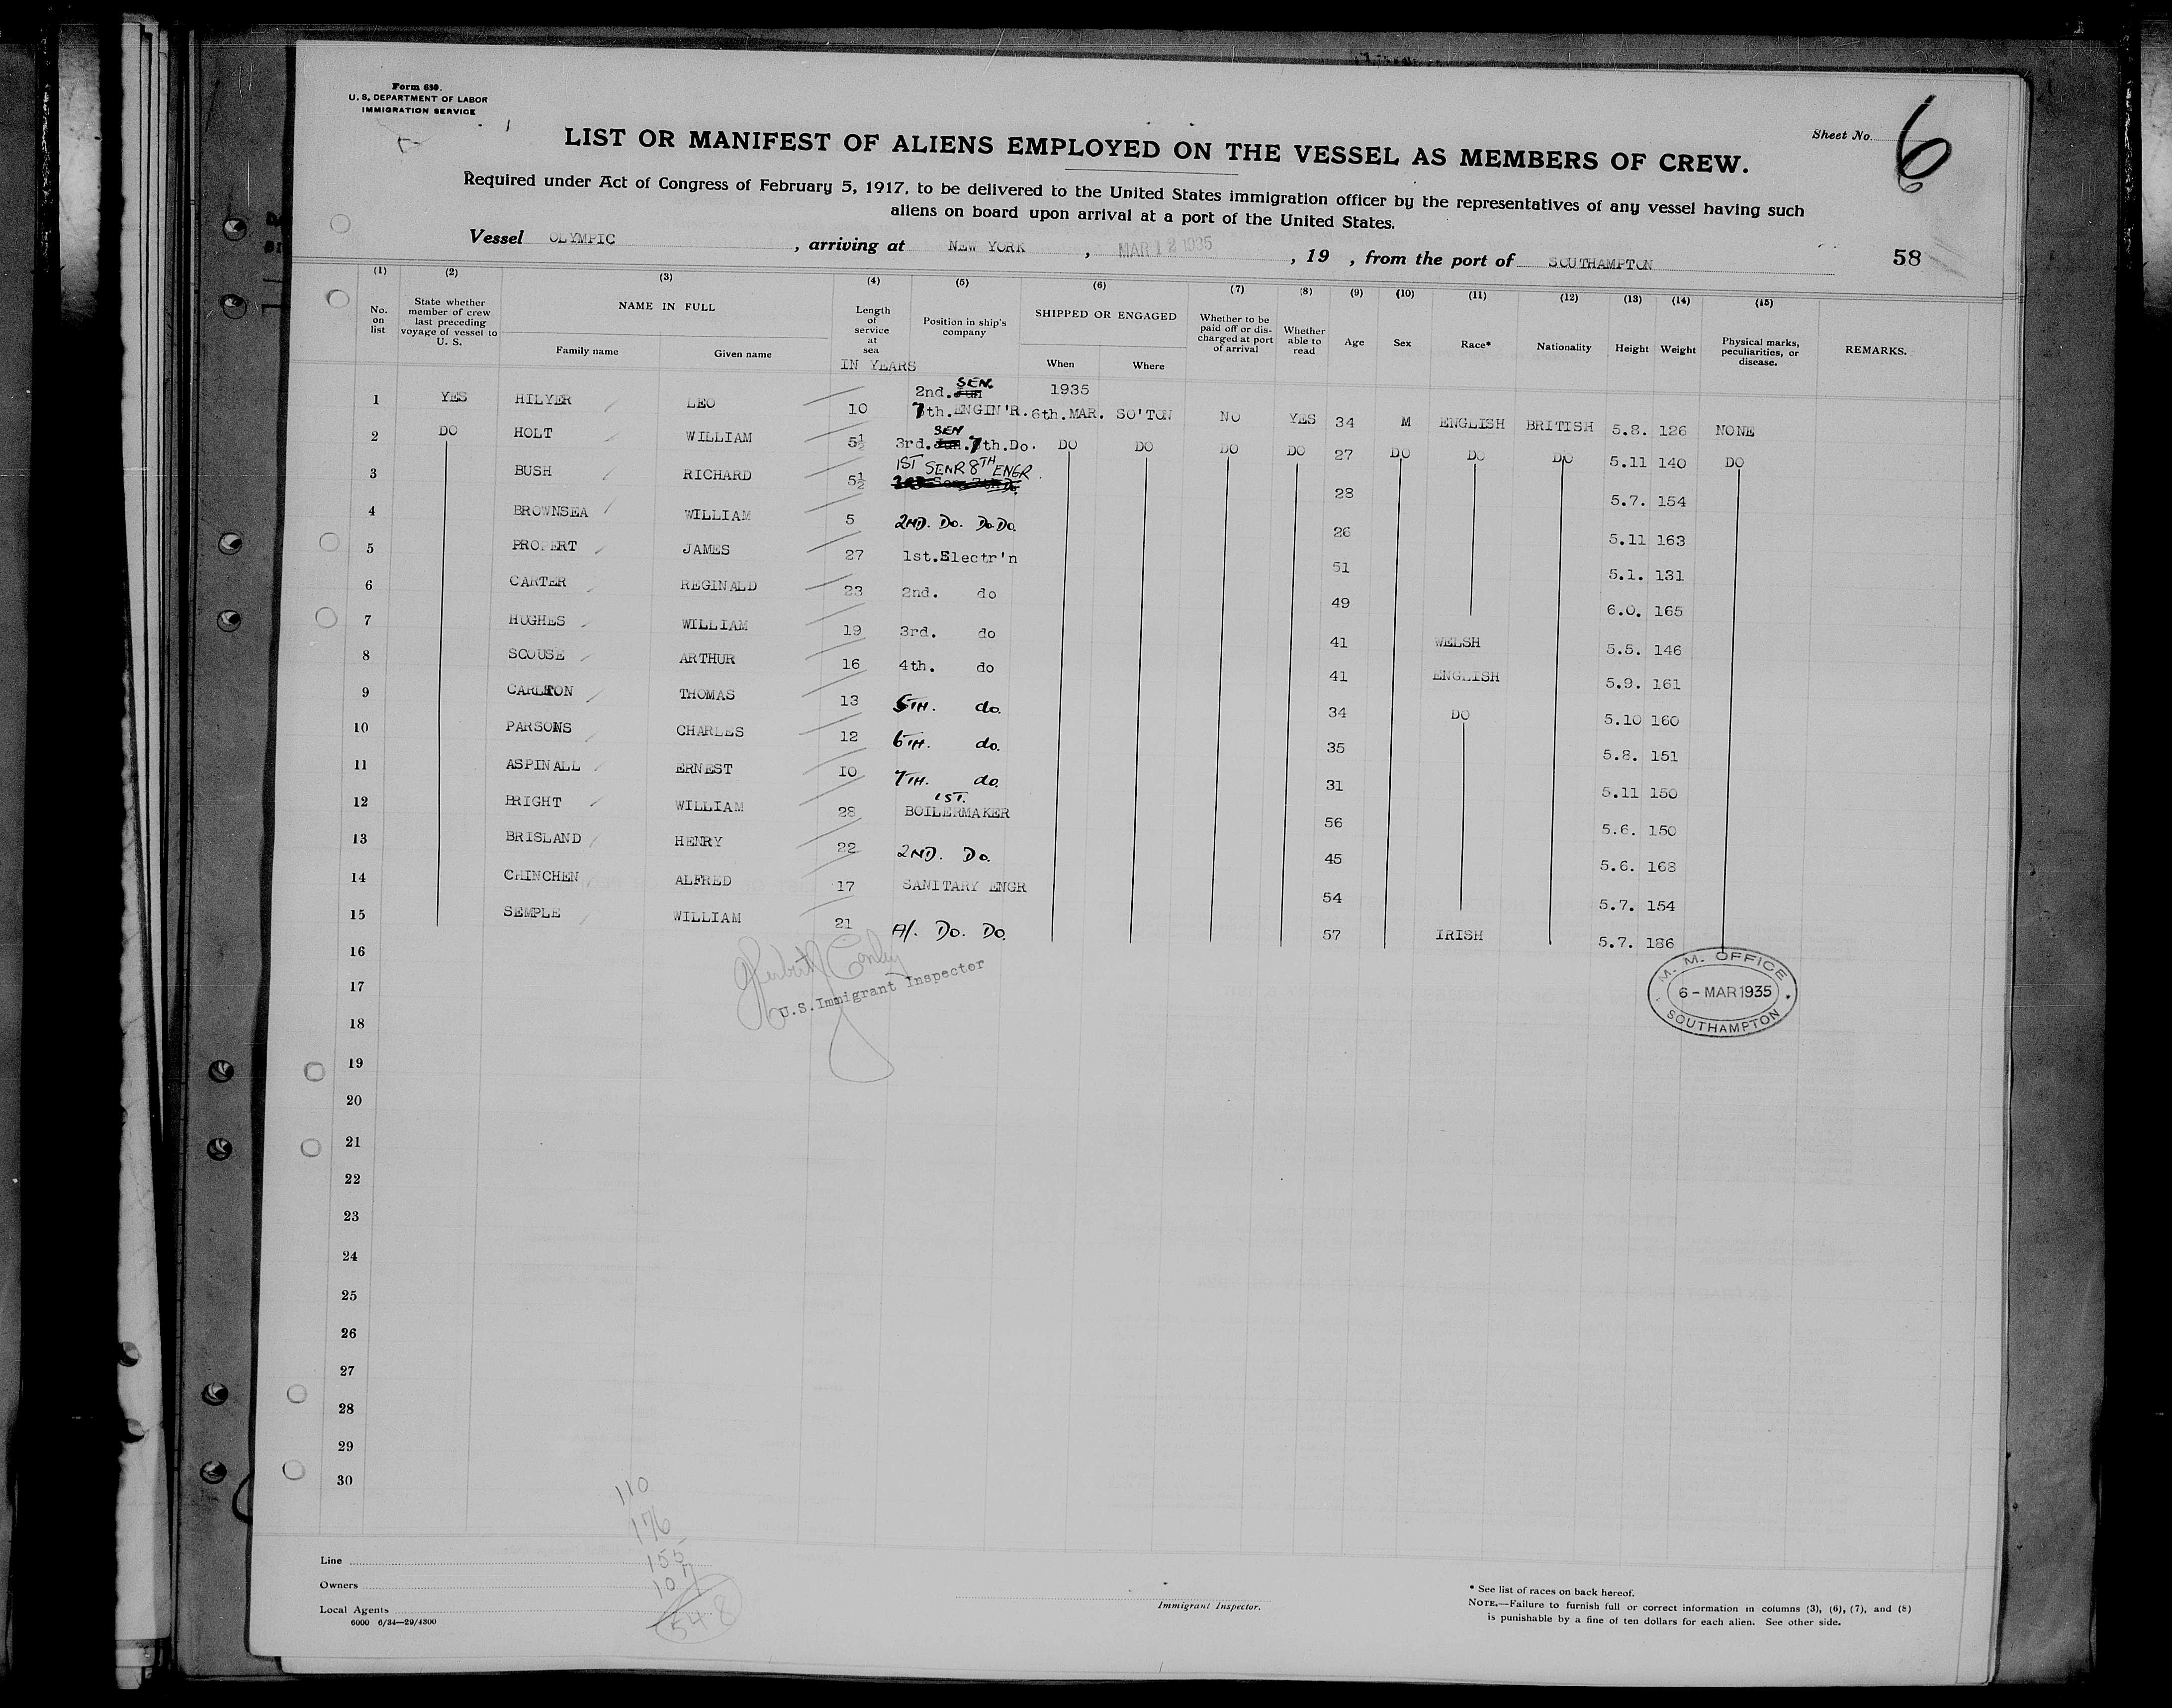 Form 680.
U. S. DEPARTMENT OF LABOR
IMMIGRATION SERVICE
Sheet No. 6
LIST OR MANIFEST OF ALIENS EMPLOYED ON THE VESSEL AS MEMBERS OF CREW.
Required under Act of Congress of February 5, 1917, to be delivered to the United States immigration officer by the representatives of any vessel having such
aliens on board upon arrival at a port of the United States.
Vessel OLYMPIC , arriving at NEW YORK , MAR 12 1935 , 19 , from the port of SOUTHAMPTON 58
(1) (2) (3) (4) (5) (6) (7) (8) (9) (10) (11) (12) (13) (14) (15)
No. on list
State whether member of crew last preceding voyage of vessel to U. S.
NAME IN FULL
Family name Given name
Length of service at sea
IN YEARS
Position in ship's company
SHIPPED OR ENGAGED
When Where
Whether to be paid off or discharged at port of arrival
Whether able to read
Age Sex Race* Nationality Height Weight
Physical marks, peculiarities, or disease.
REMARKS.
1 YES HILYER LEO 10 2nd. Jun SEN. 7th. ENGIN'R. 1935 6th. MAR. SO'TON NO YES 34 M ENGLISH BRITISH 5.8. 126 NONE
2 DO HOLT WILLIAM 5½ 3rd. Jun. SEN 7th. Do. DO DO DO DO 27 DO DO DO 5.11 140 DO
3 BUSH RICHARD 5½ 1ST SENR 8TH ENGR. 28 5.7. 154
4 BROWNSEA WILLIAM 5 2ND. Do. Do Do. 26 5.11 163
5 PROPERT JAMES 27 1st. Electr'n 51 5.1. 131
6 CARTER REGINALD 23 2nd. do 49 6.0. 165
7 HUGHES WILLIAM 19 3rd. do 41 WELSH 5.5. 146
8 SCOUSE ARTHUR 16 4th. do 41 ENGLISH 5.9. 161
9 CARLTON THOMAS 13 5TH. do. 34 DO 5.10 160
10 PARSONS CHARLES 12 6TH. do. 35 5.8. 151
11 ASPINALL ERNEST 10 7TH. do. 31 5.11 150
12 BRIGHT WILLIAM 28 1ST. BOILERMAKER 56 5.6. 150
13 BRISLAND HENRY 22 2ND. Do. 45 5.6. 168
14 CHINCHEN ALFRED 17 SANITARY ENGR 54 5.7. 154
15 SEMPLE WILLIAM 21 A/. Do. Do. 57 IRISH 5.7. 186
16
U.S. Immigrant Inspector
M. M. OFFICE
6 - MAR 1935
SOUTHAMPTON
17
18
19
20
21
22
23
24
25
26
27
28
29
30
110
176
155
107
548
Line
Owners
Local Agents
6000 6/34—29/4300
Immigrant Inspector.
* See list of races on back hereof.
NOTE.—Failure to furnish full or correct information in columns (3), (6), (7), and (8)
is punishable by a fine of ten dollars for each alien. See other side.